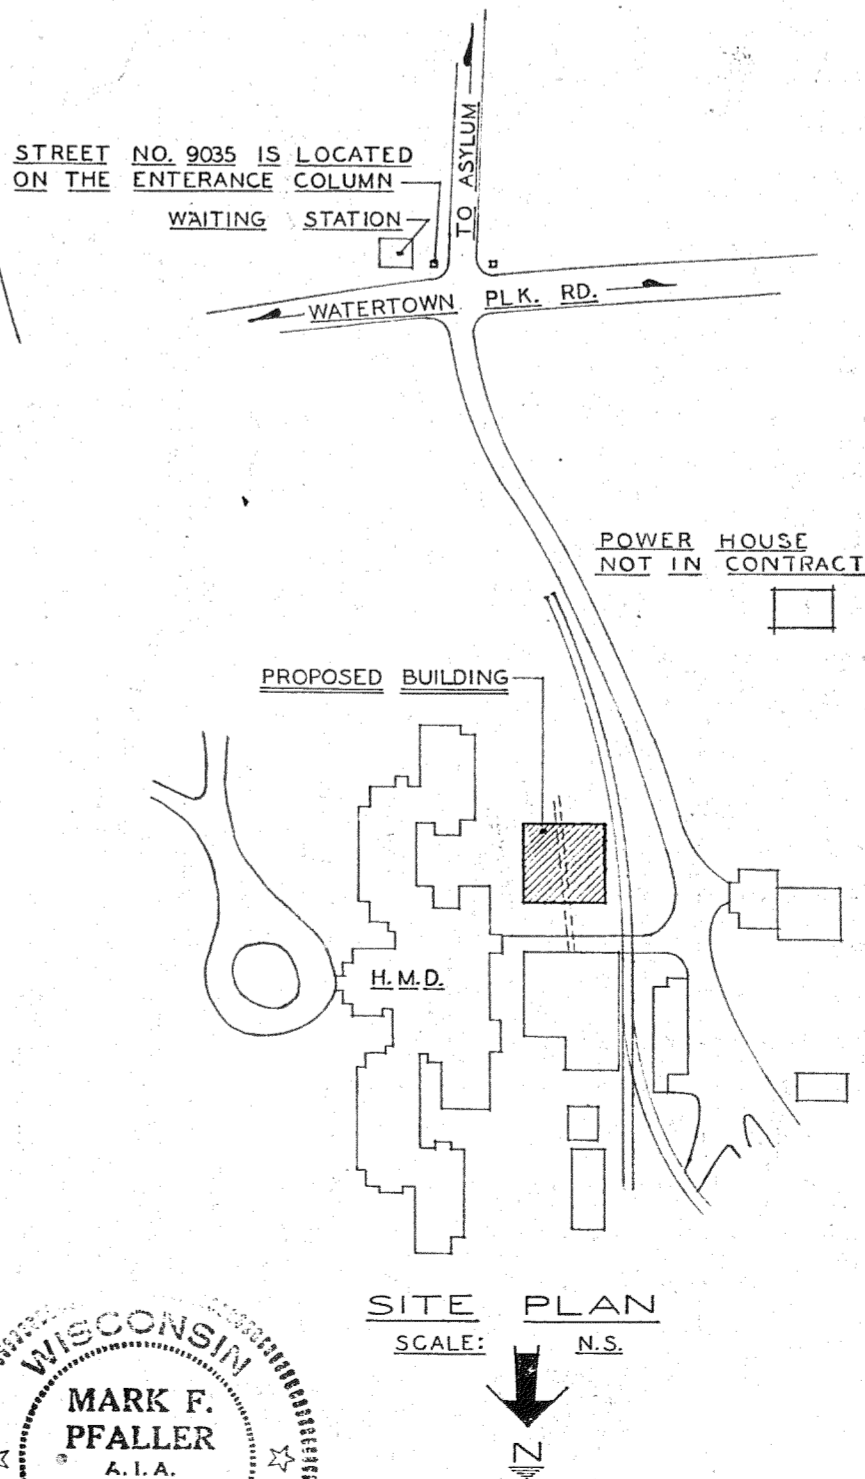 TO ASYLUM
STREET NO. 9035 IS LOCATED
ON THE ENTERANCE COLUMN
WAITING STATION
WATERTOWN PLK. RD.
POWER HOUSE
NOT IN CONTRACT
PROPOSED BUILDING
H.M.D.
SITE PLAN
SCALE: N.S.
N
WISCONSIN
MARK F.
PFALLER
A.I.A.